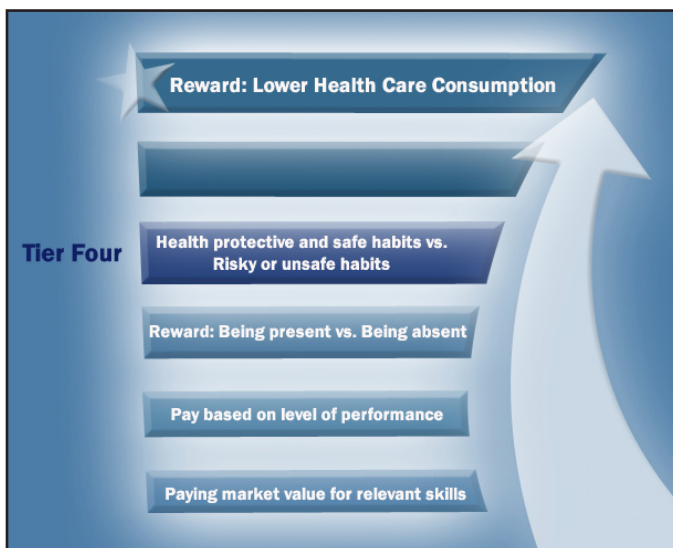 Reward: Lower Health Care Consumption
Tier Four
Health protective and safe habits vs.
Risky or unsafe habits
Reward: Being present vs. Being absent
Pay based on level of performance
Paying market value for relevant skills